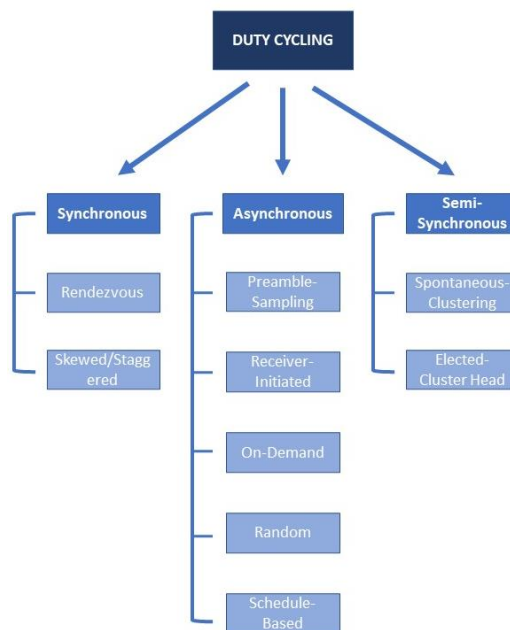 DUTY CYCLING
Synchronous
Rendezvous
Skewed/Stagg
ered
Asynchronous
Preamble-
Sampling
Receiver-
Initiated
On-Demand
Random
Schedule-
Based
Semi-
Synchronous
Spontaneous-
Clustering
Elected-
Cluster Head